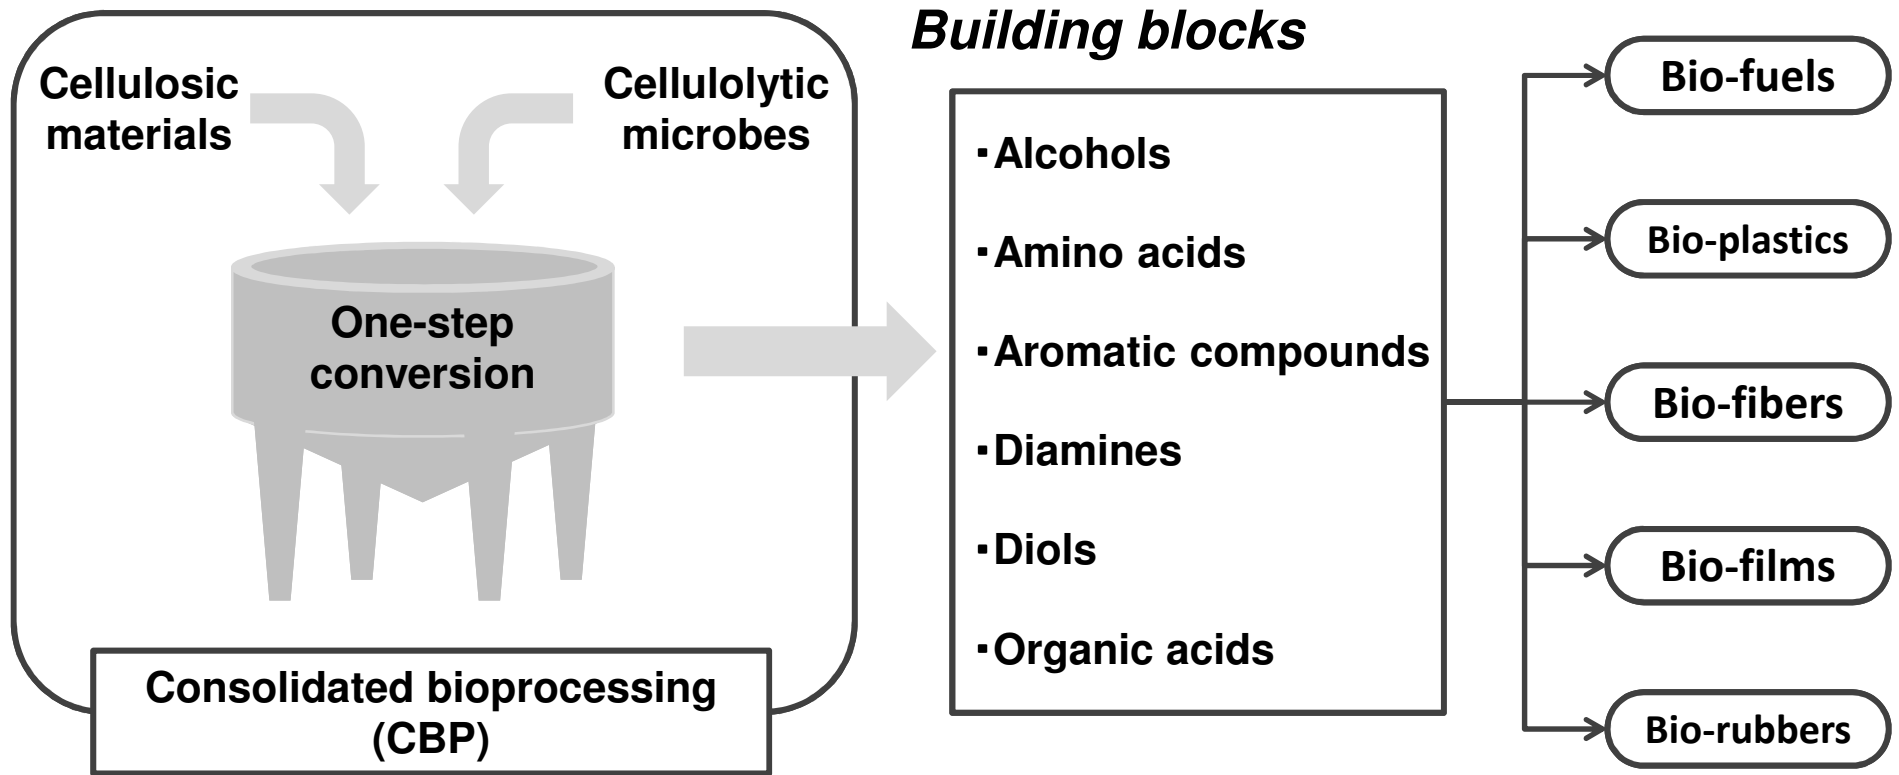 Cellulosic
materials
Cellulolytic
microbes
One-step
conversion
Consolidated bioprocessing
(CBP)
Building blocks
・Alcohols
・Amino acids
・Aromatic compounds
・Diamines
・Diols
・Organic acids
Bio-fuels
Bio-plastics
Bio-fibers
Bio-films
Bio-rubbers